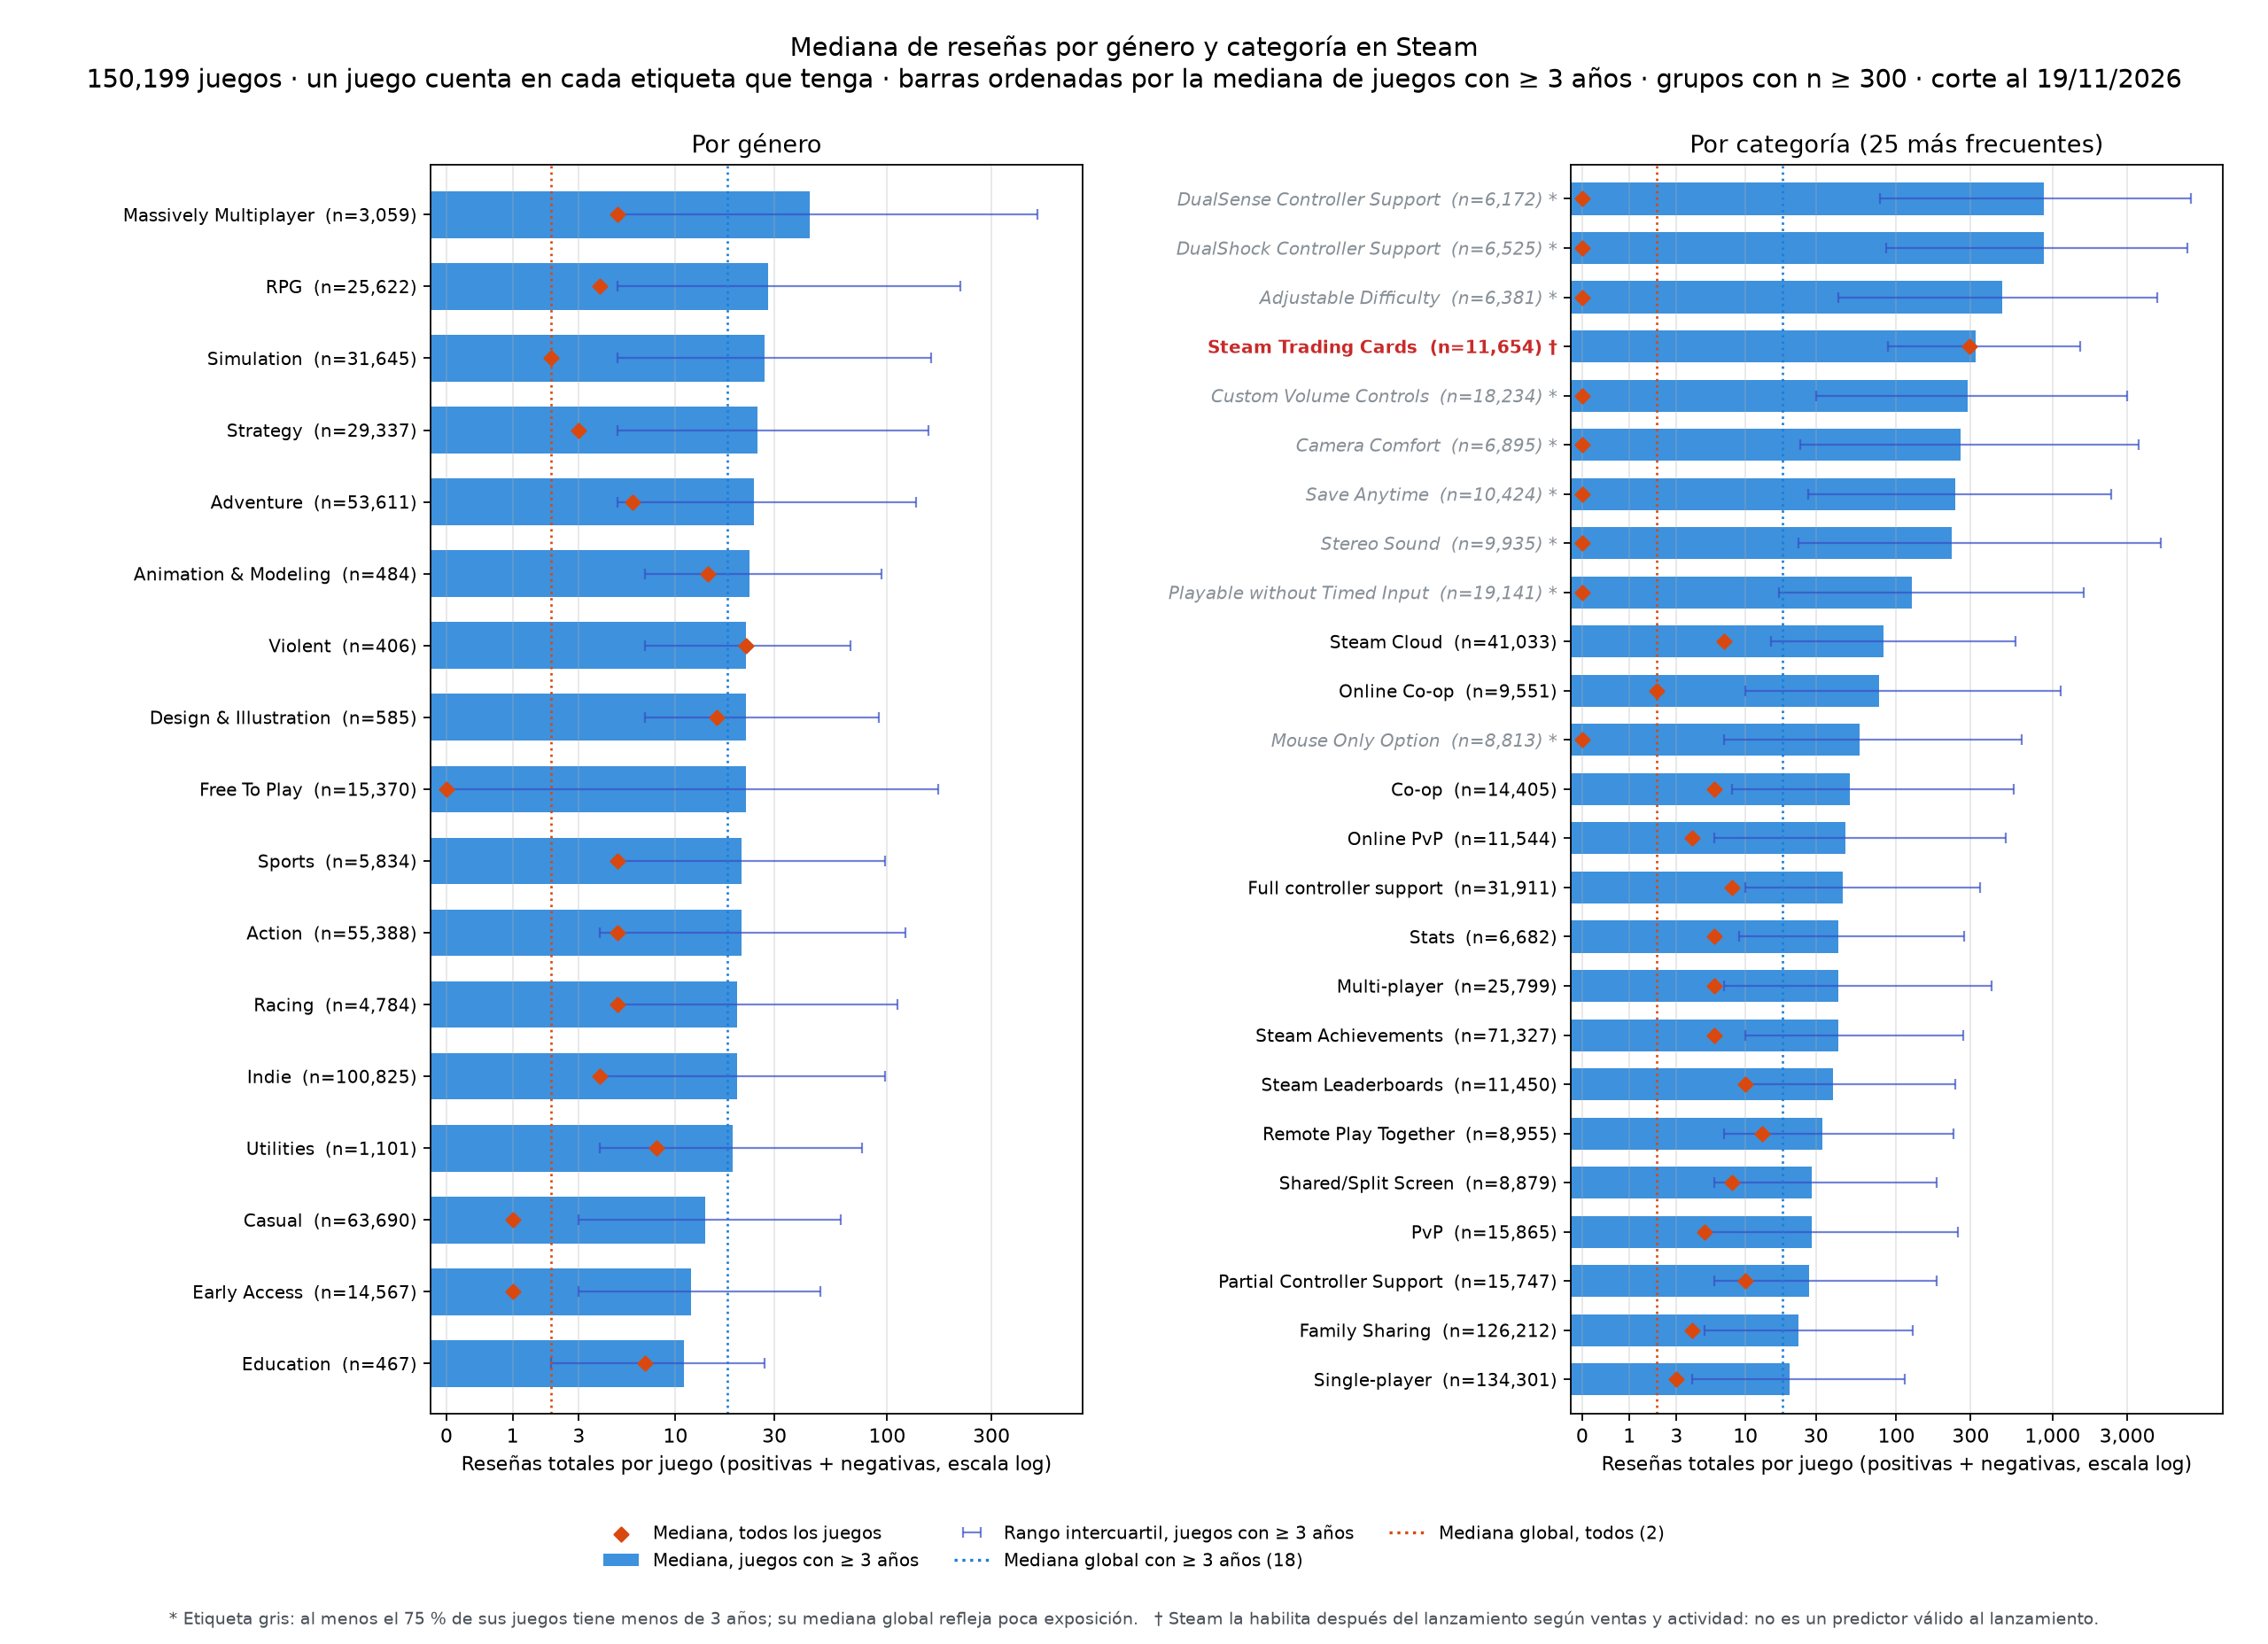 Mediana de reseñas por género y categoría en Steam
150,199 juegos · un juego cuenta en cada etiqueta que tenga · barras ordenadas por la mediana de juegos con ≥ 3 años · grupos con n ≥ 300 · corte al 19/11/2026
Por género
Massively Multiplayer (n=3,059)
RPG (n=25,622)
Simulation (n=31,645)
Strategy (n=29,337)
Adventure (n=53,611)
Animation & Modeling (n=484)
Violent (n=406)
Design & Illustration (n=585)
Free To Play (n=15,370)
Sports (n=5,834)
Action (n=55,388)
Racing (n=4,784)
Indie (n=100,825)
Utilities (n=1,101)
Casual (n=63,690)
Early Access (n=14,567)
Education (n=467)
0 1 3 10 30 100 300
Reseñas totales por juego (positivas + negativas, escala log)
Por categoría (25 más frecuentes)
DualSense Controller Support (n=6,172) *
DualShock Controller Support (n=6,525) *
Adjustable Difficulty (n=6,381) *
Steam Trading Cards (n=11,654) †
Custom Volume Controls (n=18,234) *
Camera Comfort (n=6,895) *
Save Anytime (n=10,424) *
Stereo Sound (n=9,935) *
Playable without Timed Input (n=19,141) *
Steam Cloud (n=41,033)
Online Co-op (n=9,551)
Mouse Only Option (n=8,813) *
Co-op (n=14,405)
Online PvP (n=11,544)
Full controller support (n=31,911)
Stats (n=6,682)
Multi-player (n=25,799)
Steam Achievements (n=71,327)
Steam Leaderboards (n=11,450)
Remote Play Together (n=8,955)
Shared/Split Screen (n=8,879)
PvP (n=15,865)
Partial Controller Support (n=15,747)
Family Sharing (n=126,212)
Single-player (n=134,301)
0 1 3 10 30 100 300 1,000 3,000
Reseñas totales por juego (positivas + negativas, escala log)
Mediana, todos los juegos
Mediana, juegos con ≥ 3 años
Rango intercuartil, juegos con ≥ 3 años
Mediana global con ≥ 3 años (18)
Mediana global, todos (2)
* Etiqueta gris: al menos el 75 % de sus juegos tiene menos de 3 años; su mediana global refleja poca exposición. † Steam la habilita después del lanzamiento según ventas y actividad: no es un predictor válido al lanzamiento.